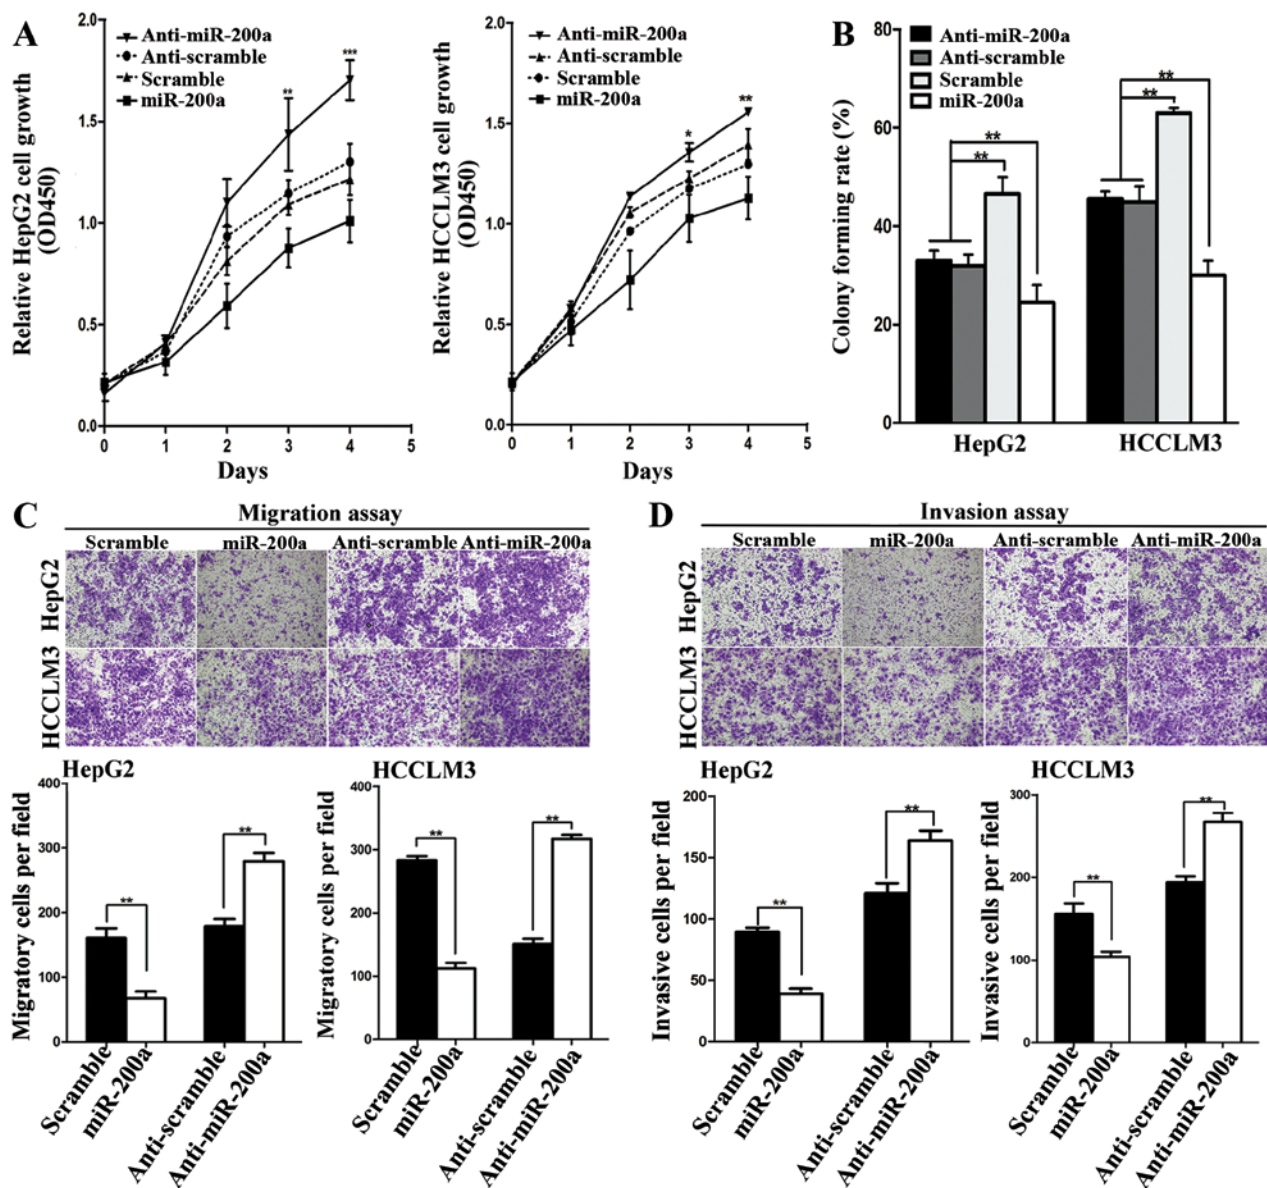 A
Relative HepG2 cell growth
(OD450)
2.0
1.5
1.0
0.5
0.0
Anti-miR-200a
Anti-scramble
Scramble
miR-200a
**
***
0 1 2 3 4 5
Days
Relative HCCLM3 cell growth
(OD450)
2.0
1.5
1.0
0.5
0.0
Anti-miR-200a
Anti-scramble
Scramble
miR-200a
*
**
0 1 2 3 4 5
Days
B
Colony forming rate (%)
80
60
40
20
0
Anti-miR-200a
Anti-scramble
Scramble
miR-200a
**
**
**
**
HepG2 HCCLM3
C
Migration assay
Scramble miR-200a Anti-scramble Anti-miR-200a
HepG2
HCCLM3
HepG2
Migratory cells per field
400
300
200
100
0
**
**
Scramble
miR-200a
Anti-scramble
Anti-miR-200a
HCCLM3
Migratory cells per field
400
300
200
100
0
**
**
Scramble
miR-200a
Anti-scramble
Anti-miR-200a
D
Invasion assay
Scramble miR-200a Anti-scramble Anti-miR-200a
HepG2
HCCLM3
HepG2
Invasive cells per field
200
150
100
50
0
**
**
Scramble
miR-200a
Anti-scramble
Anti-miR-200a
HCCLM3
Invasive cells per field
300
200
100
0
**
**
Scramble
miR-200a
Anti-scramble
Anti-miR-200a